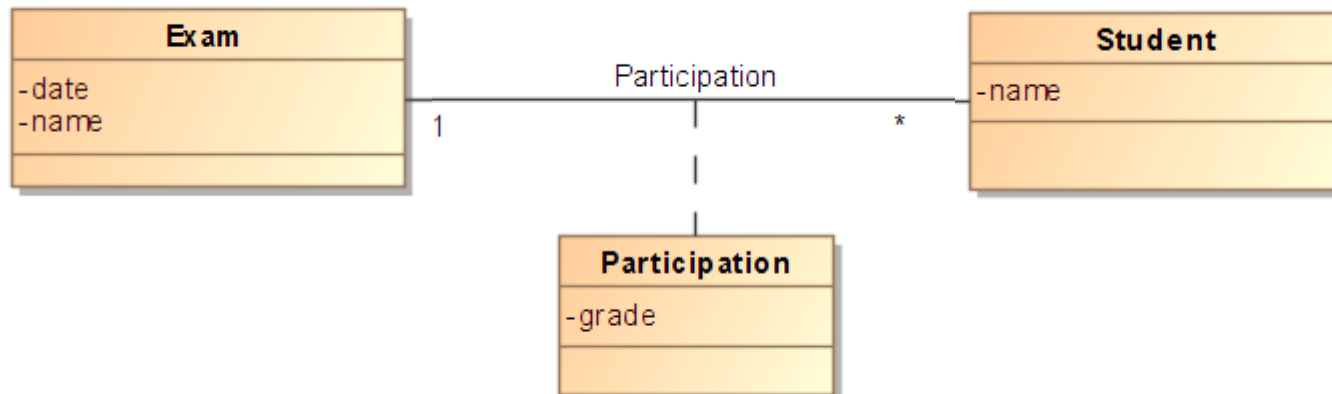 Exam
-date
-name
Participation
1
*
Student
-name
Participation
-grade